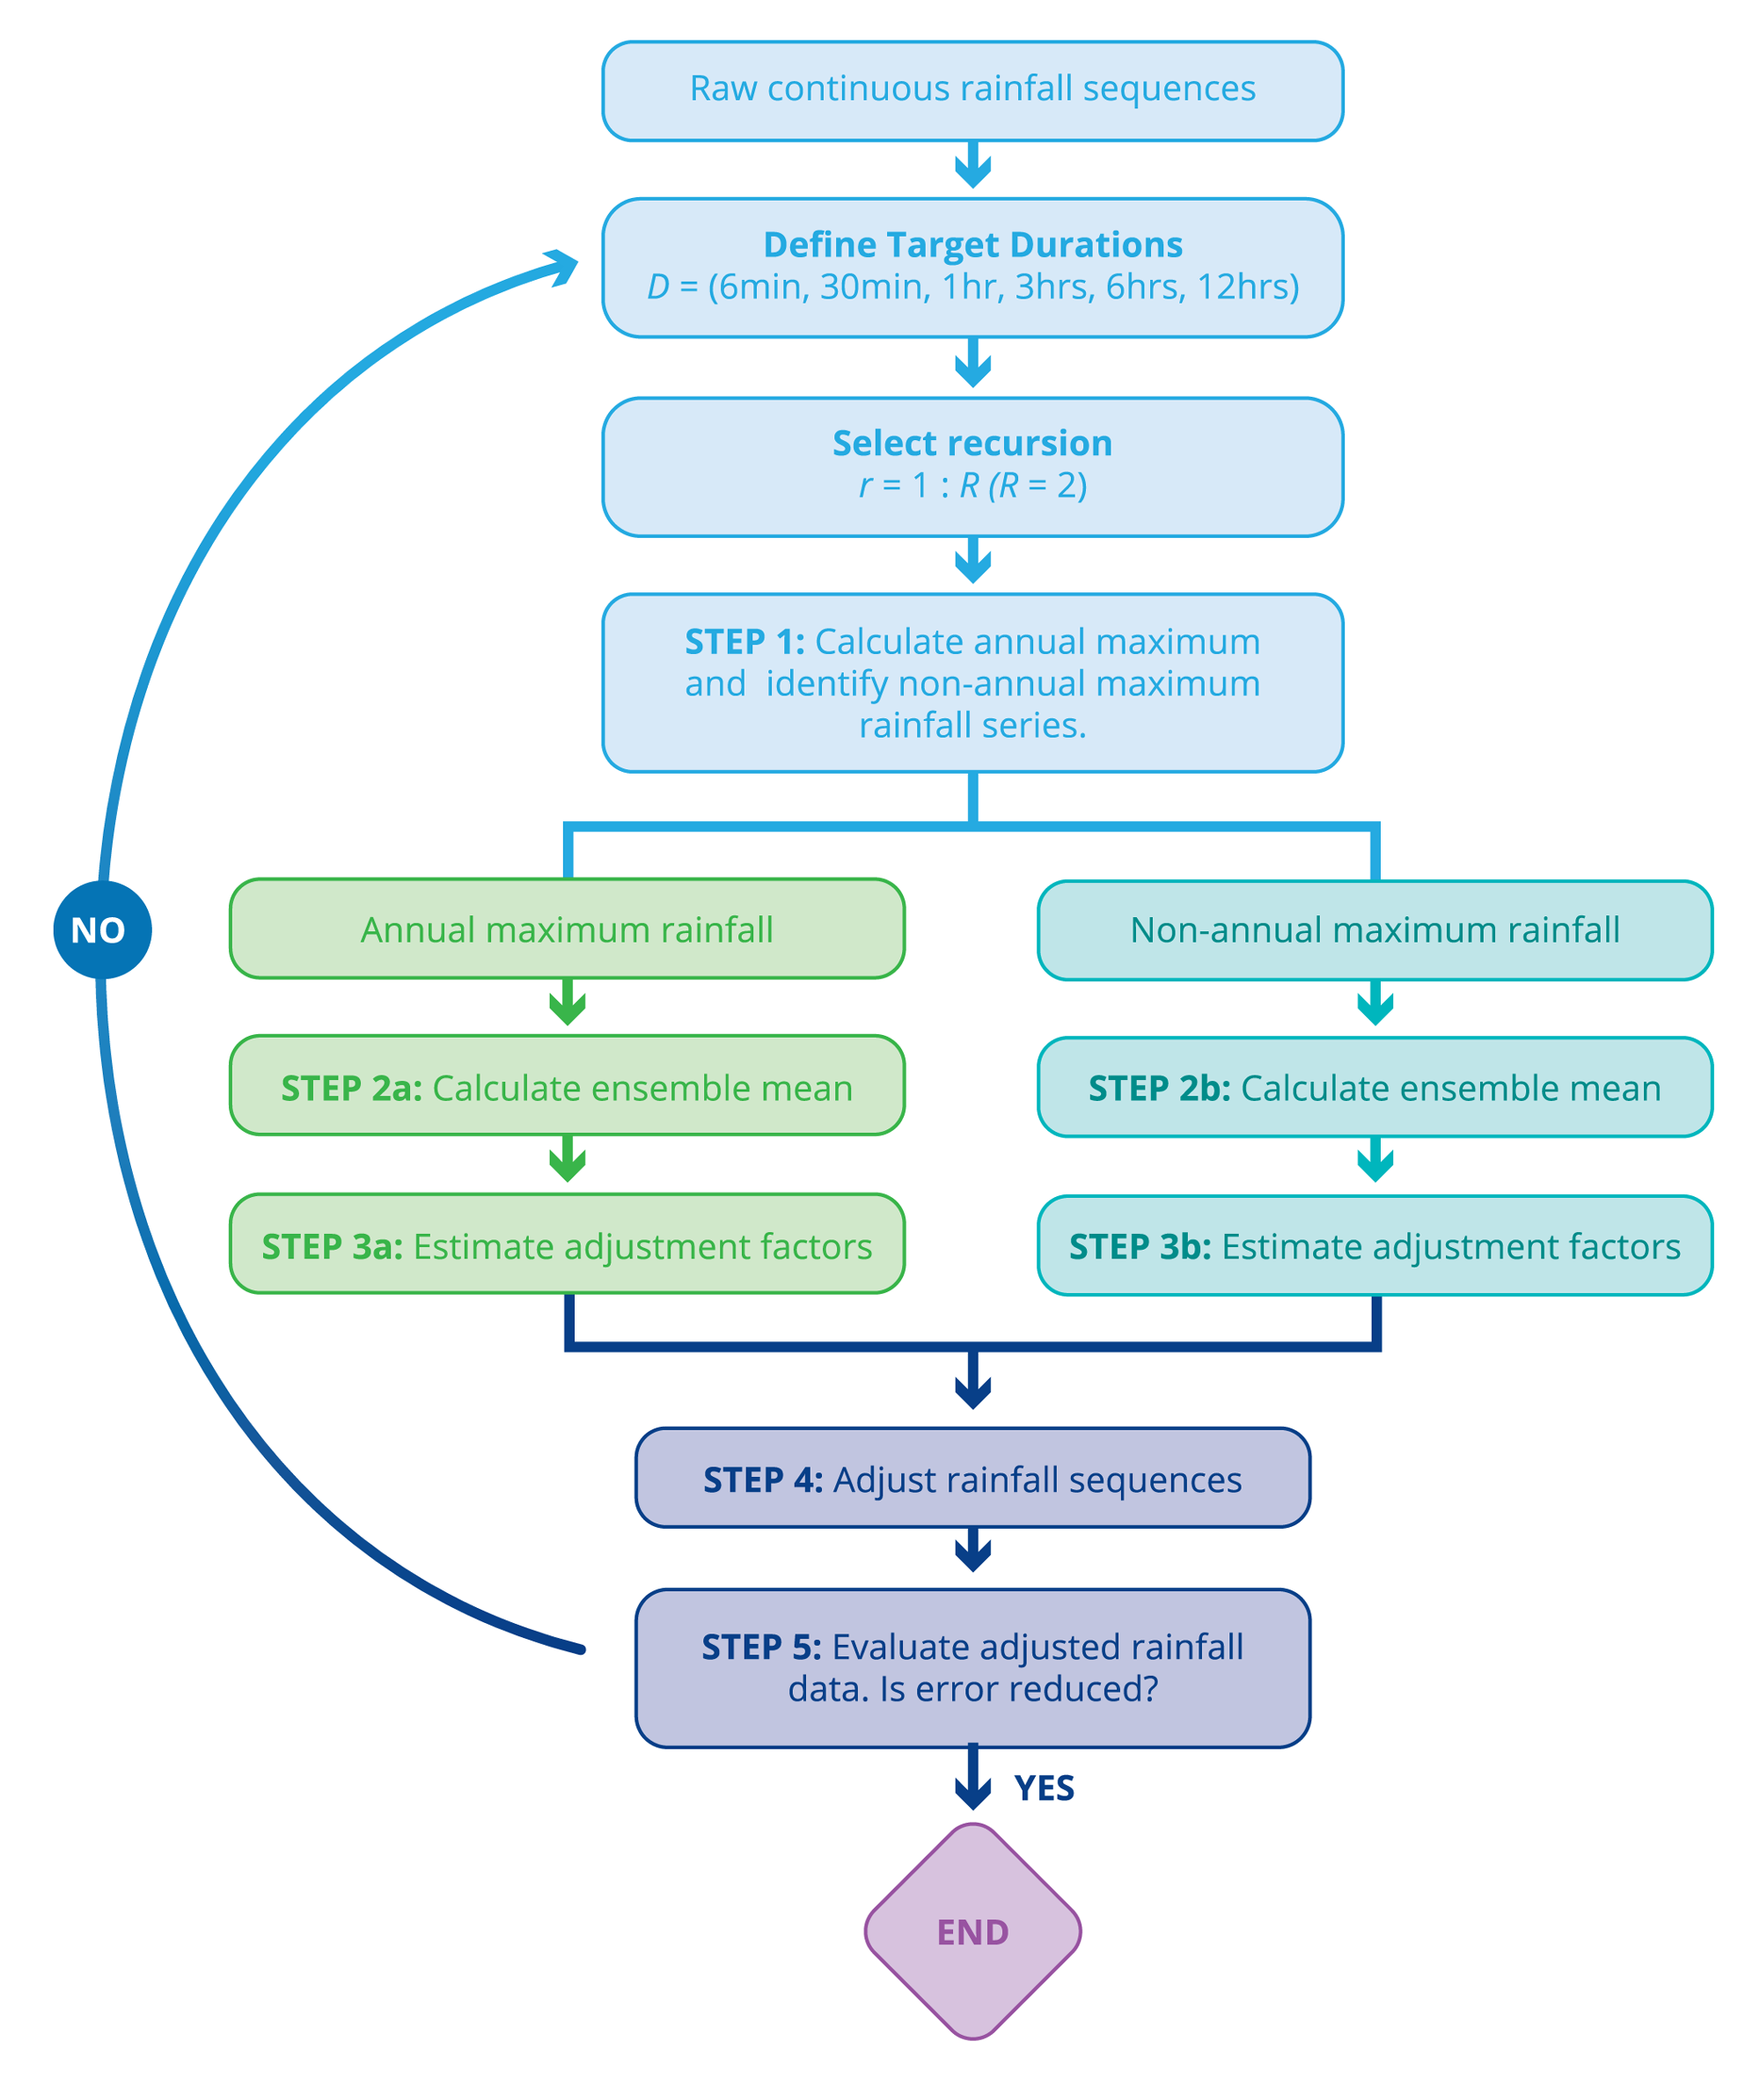 Raw continuous rainfall sequences
Define Target Durations
D = (6min, 30min, 1hr, 3hrs, 6hrs, 12hrs)
Select recursion
r = 1 : R (R = 2)
STEP 1: Calculate annual maximum
and identify non-annual maximum
rainfall series.
NO
Annual maximum rainfall
Non-annual maximum rainfall
STEP 2a: Calculate ensemble mean
STEP 2b: Calculate ensemble mean
STEP 3a: Estimate adjustment factors
STEP 3b: Estimate adjustment factors
STEP 4: Adjust rainfall sequences
STEP 5: Evaluate adjusted rainfall
data. Is error reduced?
YES
END